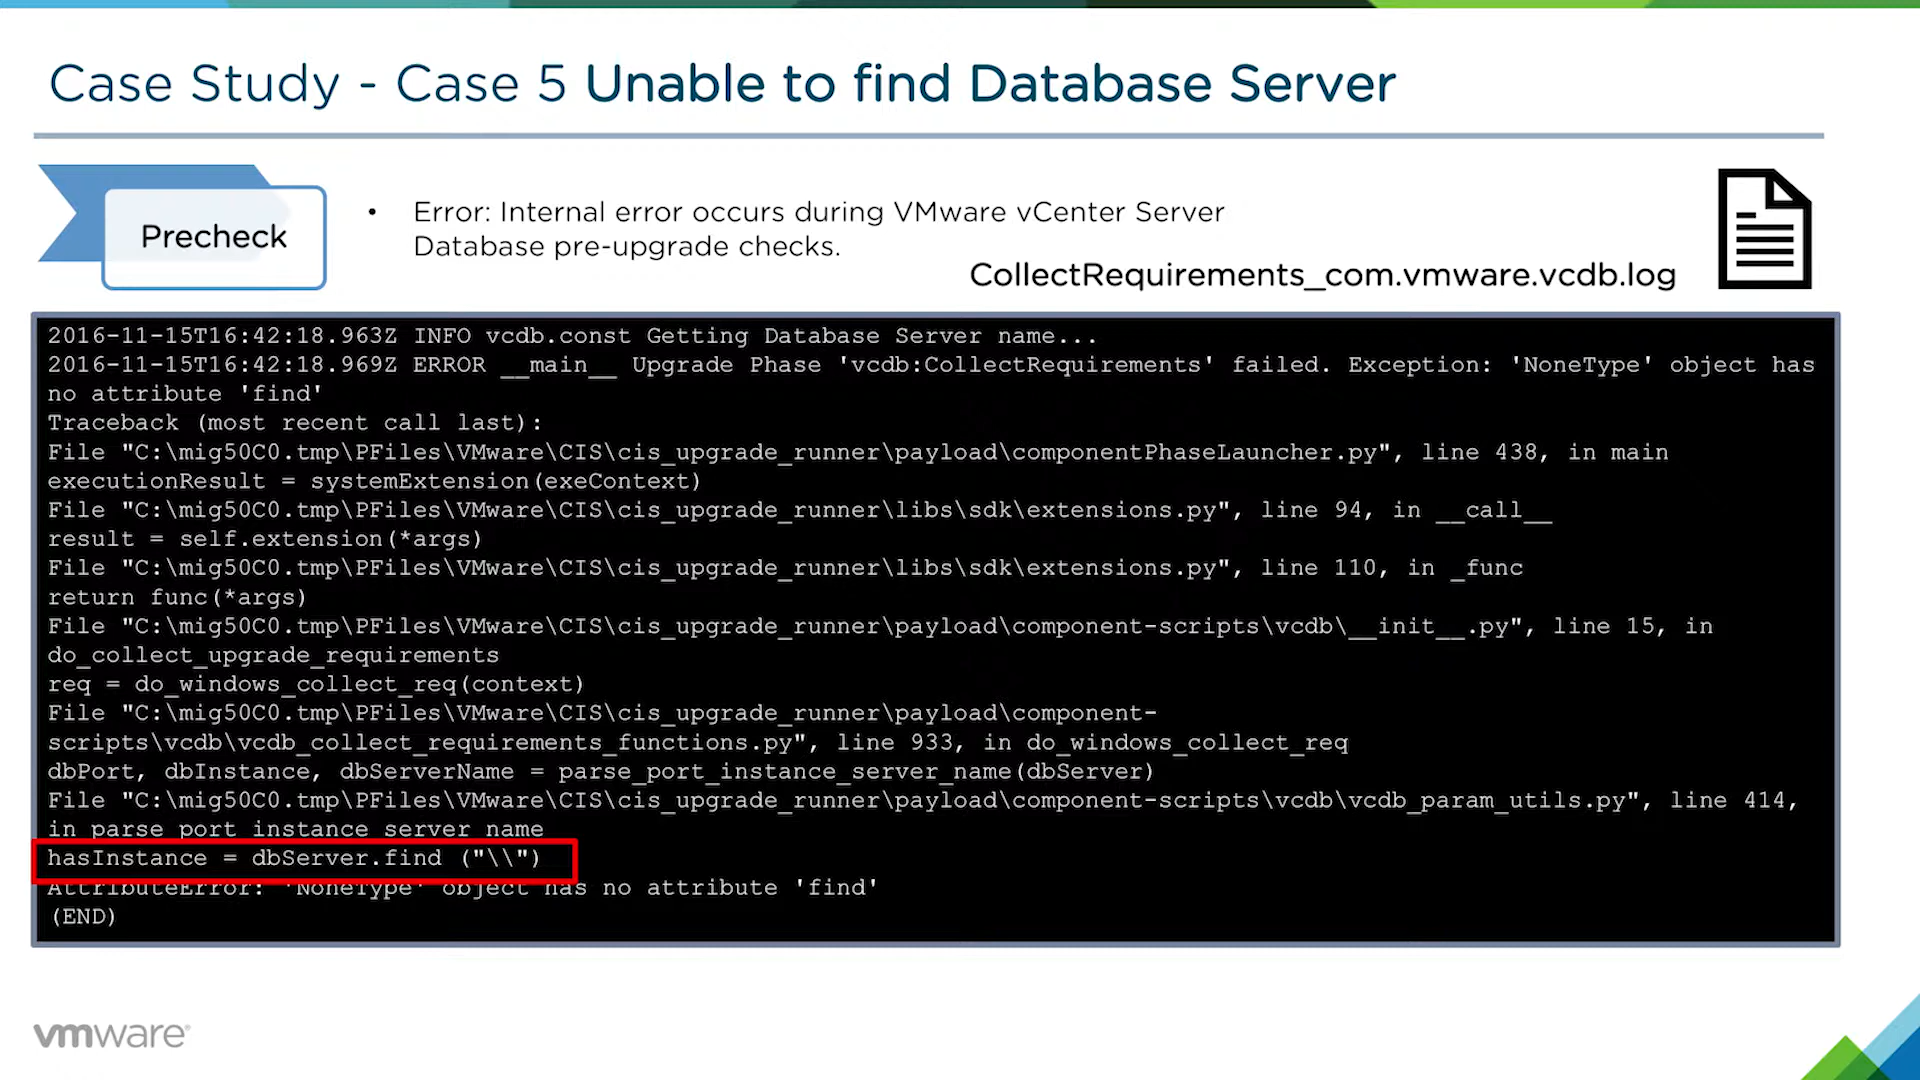 Case Study - Case 5 Unable to find Database Server
Precheck
• Error: Internal error occurs during VMware vCenter Server
Database pre-upgrade checks.
CollectRequirements_com.vmware.vcdb.log
2016-11-15T16:42:18.963Z INFO vcdb.const Getting Database Server name...
2016-11-15T16:42:18.969Z ERROR __main__ Upgrade Phase 'vcdb:CollectRequirements' failed. Exception: 'NoneType' object has
no attribute 'find'
Traceback (most recent call last):
File "C:\mig50C0.tmp\PFiles\VMware\CIS\cis_upgrade_runner\payload\componentPhaseLauncher.py", line 438, in main
executionResult = systemExtension(exeContext)
File "C:\mig50C0.tmp\PFiles\VMware\CIS\cis_upgrade_runner\libs\sdk\extensions.py", line 94, in __call__
result = self.extension(*args)
File "C:\mig50C0.tmp\PFiles\VMware\CIS\cis_upgrade_runner\libs\sdk\extensions.py", line 110, in _func
return func(*args)
File "C:\mig50C0.tmp\PFiles\VMware\CIS\cis_upgrade_runner\payload\component-scripts\vcdb\__init__.py", line 15, in
do_collect_upgrade_requirements
req = do_windows_collect_req(context)
File "C:\mig50C0.tmp\PFiles\VMware\CIS\cis_upgrade_runner\payload\component-
scripts\vcdb\vcdb_collect_requirements_functions.py", line 933, in do_windows_collect_req
dbPort, dbInstance, dbServerName = parse_port_instance_server_name(dbServer)
File "C:\mig50C0.tmp\PFiles\VMware\CIS\cis_upgrade_runner\payload\component-scripts\vcdb\vcdb_param_utils.py", line 414,
in parse_port_instance_server_name
hasInstance = dbServer.find ("\\")
AttributeError: 'NoneType' object has no attribute 'find'
(END)
vmware®